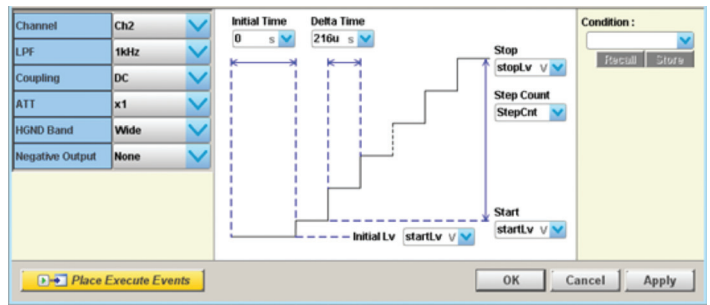 Channel Ch2
LPF 1kHz
Coupling DC
ATT x1
HGND Band Wide
Negative Output None
Initial Time
0 s
Delta Time
216u s
Stop
stopLv V
Step Count
StepCnt
Start
startLv V
Initial Lv startLv V
Condition :
Recall Store
Place Execute Events
OK Cancel Apply